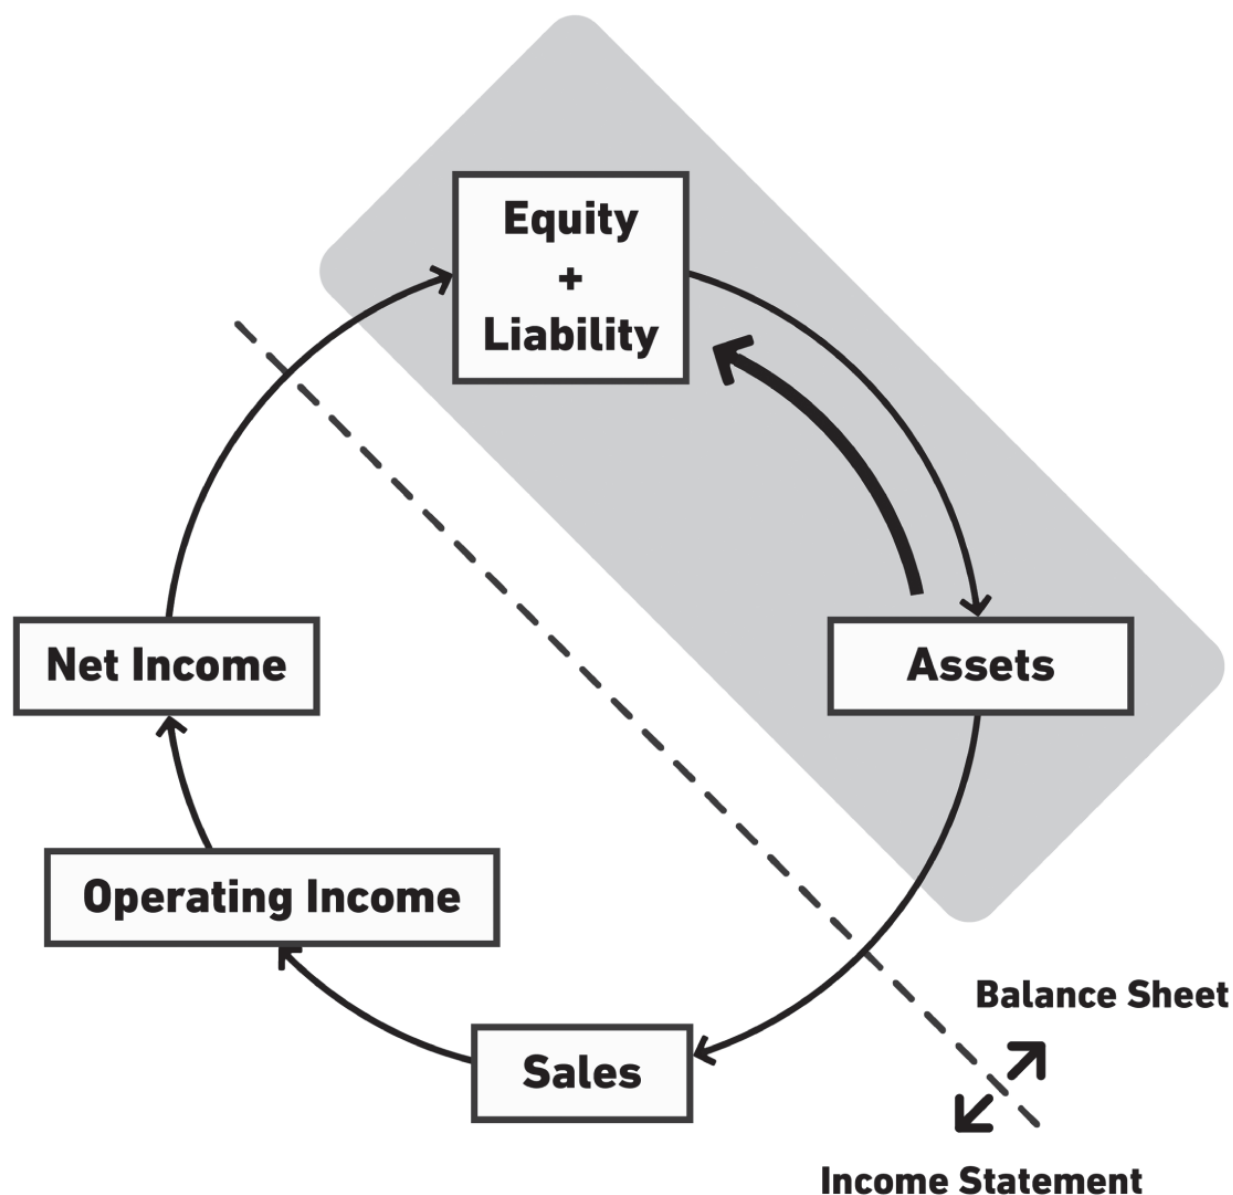 Equity
+
Liability
Net Income
Assets
Operating Income
Sales
Balance Sheet
Income Statement